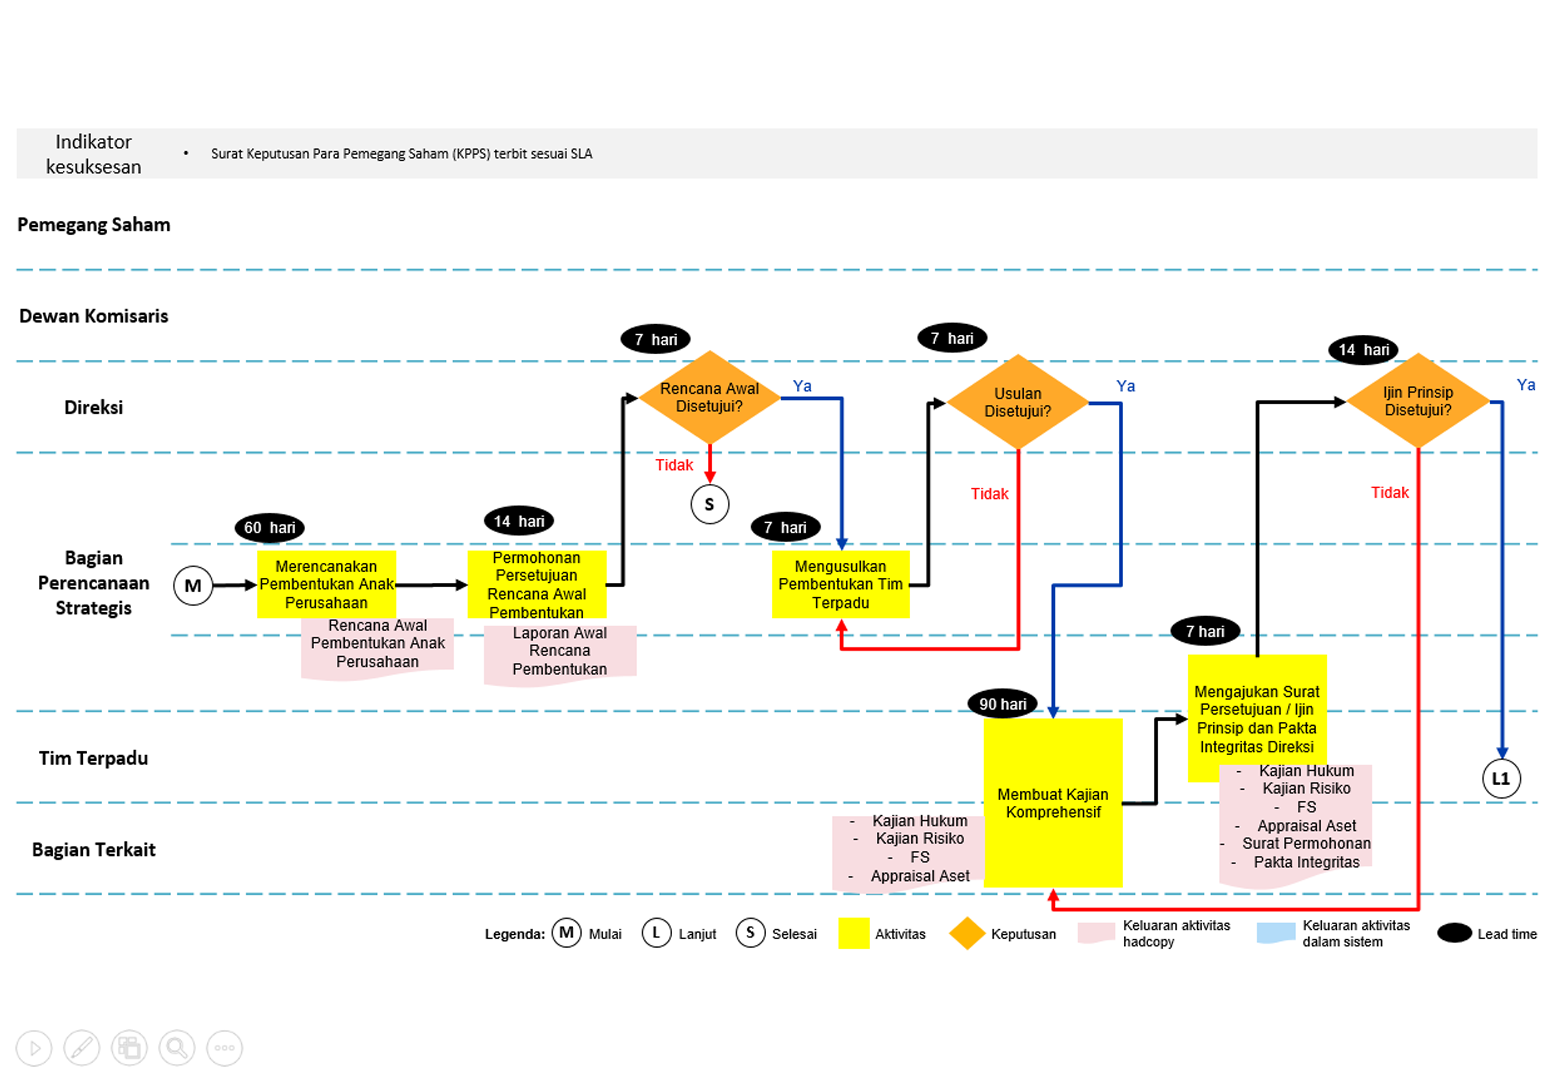 Indikator
kesuksesan
• Surat Keputusan Para Pemegang Saham (KPPS) terbit sesuai SLA
Pemegang Saham
Dewan Komisaris
Direksi
Bagian
Perencanaan
Strategis
Tim Terpadu
Bagian Terkait
M
60 hari
Merencanakan
Pembentukan Anak
Perusahaan
Rencana Awal
Pembentukan Anak
Perusahaan
14 hari
Permohonan
Persetujuan
Rencana Awal
Pembentukan
Laporan Awal
Rencana
Pembentukan
7 hari
Rencana Awal
Disetujui?
Ya
Tidak
S
7 hari
Mengusulkan
Pembentukan Tim
Terpadu
7 hari
Usulan
Disetujui?
Ya
Tidak
90 hari
Membuat Kajian
Komprehensif
- Kajian Hukum
- Kajian Risiko
- FS
- Appraisal Aset
7 hari
Mengajukan Surat
Persetujuan / Ijin
Prinsip dan Pakta
Integritas Direksi
- Kajian Hukum
- Kajian Risiko
- FS
- Appraisal Aset
- Surat Permohonan
- Pakta Integritas
14 hari
Ijin Prinsip
Disetujui?
Ya
Tidak
L1
Legenda:
M Mulai
L Lanjut
S Selesai
Aktivitas
Keputusan
Keluaran aktivitas
hadcopy
Keluaran aktivitas
dalam sistem
Lead time